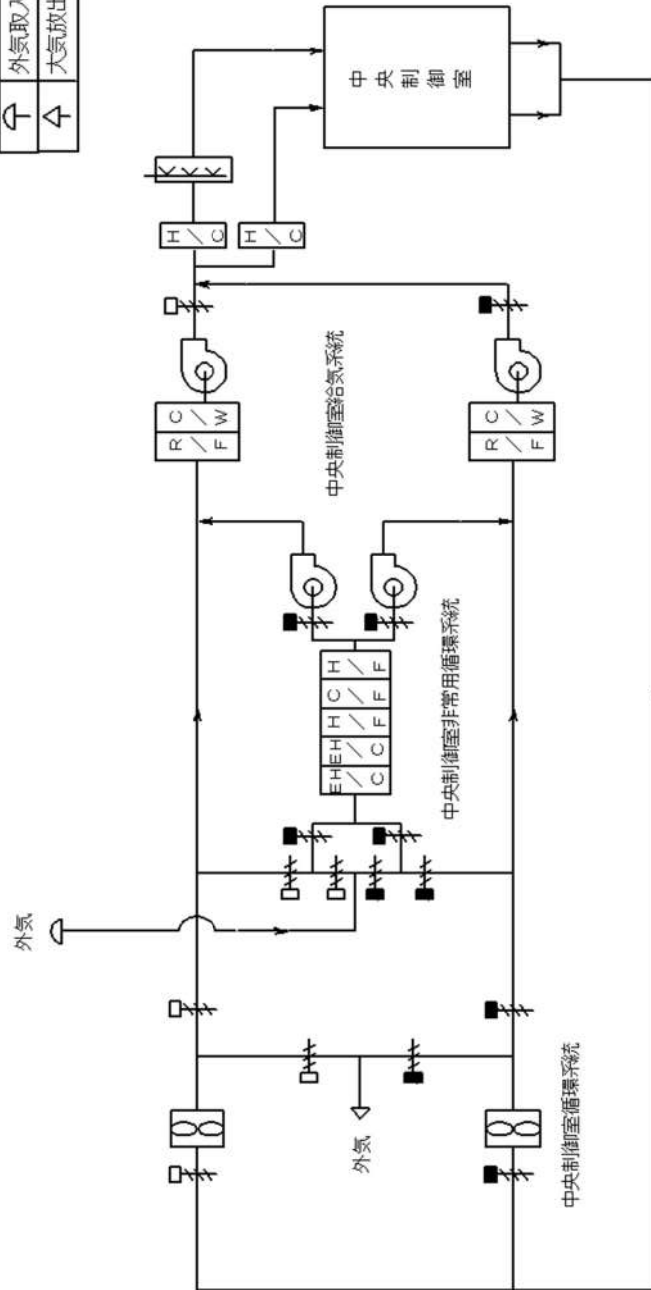 外気取入
大気放出
外気
中央制御室
H/C
H/C
R/F
C/W
中央制御室給気系統
EH/C
EH/C
H/F
C/F
H/F
中央制御室非常用循環系統
R/F
C/W
外気
中央制御室循環系統